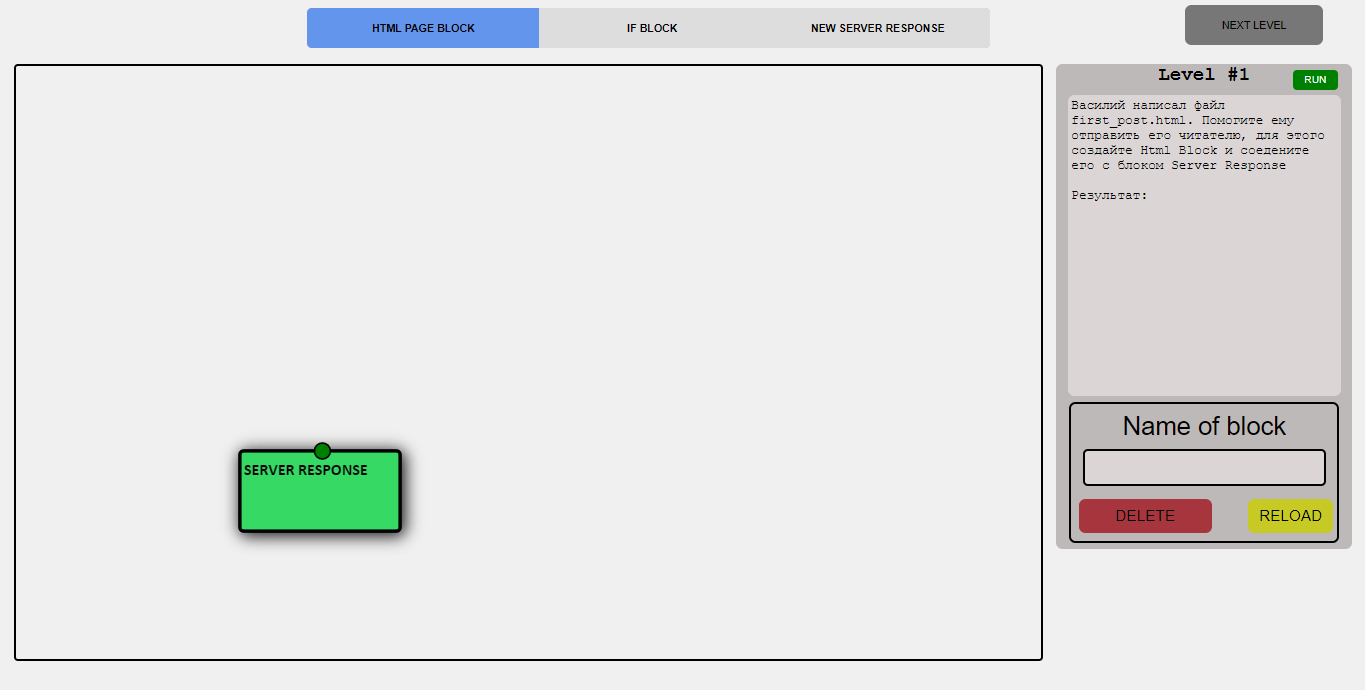 HTML PAGE BLOCK
IF BLOCK
NEW SERVER RESPONSE
NEXT LEVEL
Level #1
RUN
Василий написал файл
first_post.html. Помогите ему
отправить его читателю, для этого
создайте Html Block и соедените
его с блоком Server Response
Результат:
SERVER RESPONSE
Name of block
DELETE
RELOAD